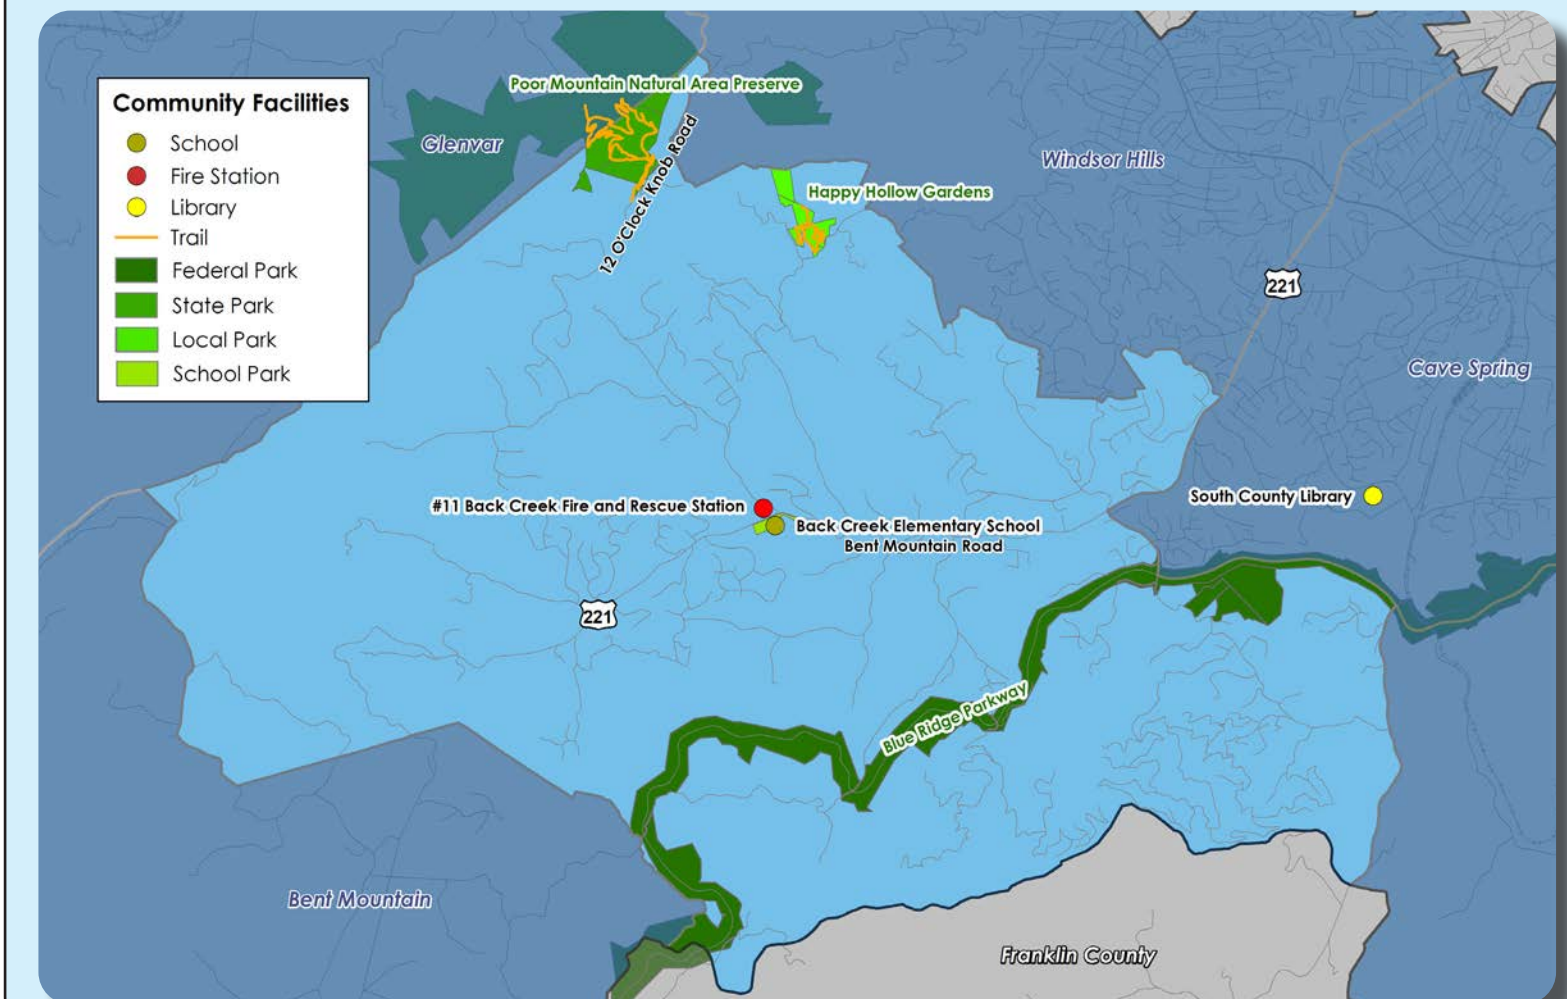 Community Facilities
School
Fire Station
Library
Trail
Federal Park
State Park
Local Park
School Park
Poor Mountain Natural Area Preserve
Glenvar
12 O'Clock Knob Road
Happy Hollow Gardens
Windsor Hills
221
Cave Spring
#11 Back Creek Fire and Rescue Station
South County Library
Back Creek Elementary School
Bent Mountain Road
221
Blue Ridge Parkway
Bent Mountain
Franklin County